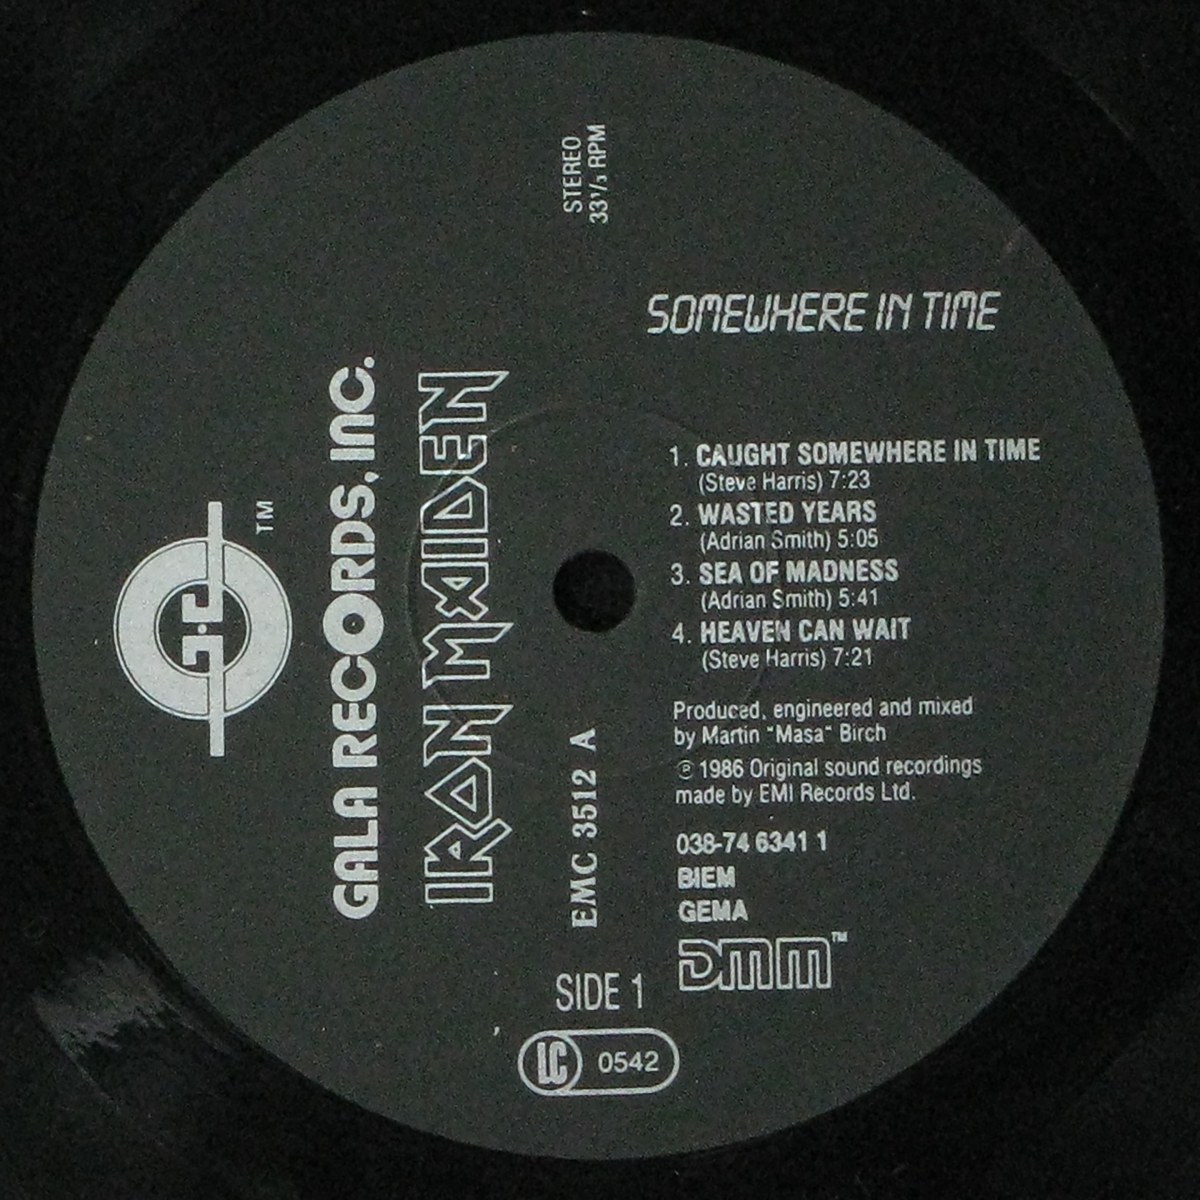 STEREO
33⅓ RPM
SOMEWHERE IN TIME
G.C
TM
GALA RECORDS, INC.
IRON MAIDEN
EMC 3512 A
1. CAUGHT SOMEWHERE IN TIME
(Steve Harris) 7:23
2. WASTED YEARS
(Adrian Smith) 5:05
3. SEA OF MADNESS
(Adrian Smith) 5:41
4. HEAVEN CAN WAIT
(Steve Harris) 7:21
Produced, engineered and mixed
by Martin "Masa" Birch
℗ 1986 Original sound recordings
made by EMI Records Ltd.
038-74 6341 1
BIEM
GEMA
DMM™
SIDE 1
LC 0542